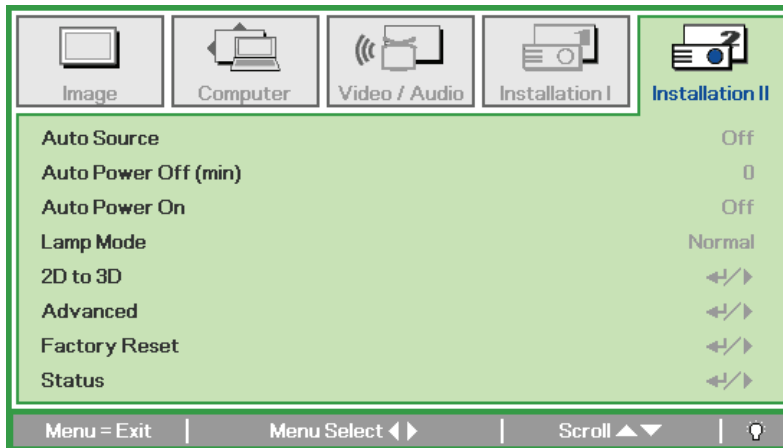 Image Computer Video / Audio Installation I Installation II
Auto Source Off
Auto Power Off (min) 0
Auto Power On Off
Lamp Mode Normal
2D to 3D
Advanced
Factory Reset
Status
Menu = Exit Menu Select Scroll